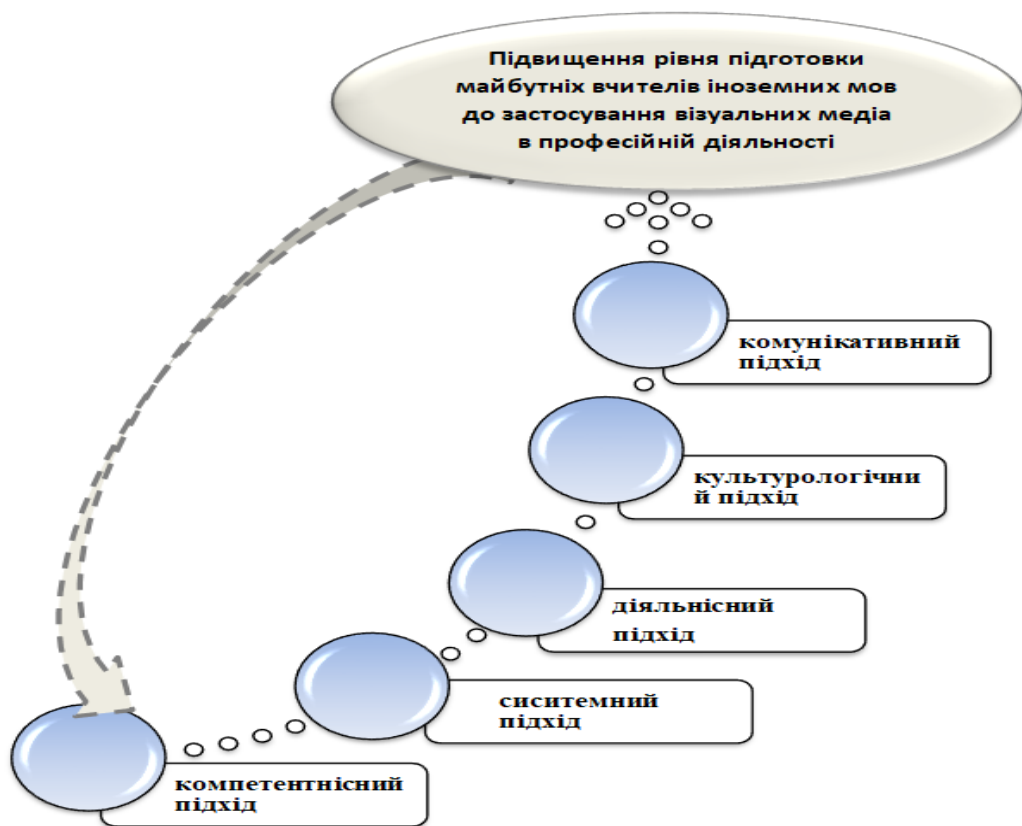 Підвищення рівня підготовки
майбутніх вчителів іноземних мов
до застосування візуальних медіа
в професійній діяльності
комунікативний
підхід
культурологічни
й підхід
діяльнісний
підхід
сиситемний
підхід
компетентнісний
підхід